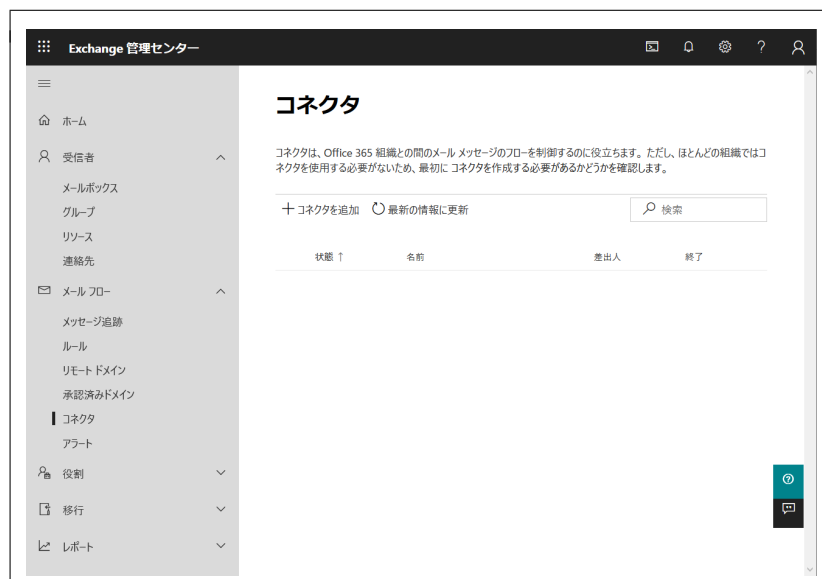 Exchange 管理センター
?
ホーム
受信者
メールボックス
グループ
リソース
連絡先
メール フロー
メッセージ追跡
ルール
リモート ドメイン
承認済みドメイン
コネクタ
アラート
役割
移行
レポート
コネクタ
コネクタは、Office 365 組織との間のメール メッセージのフローを制御するのに役立ちます。ただし、ほとんどの組織ではコ
ネクタを使用する必要がないため、最初に コネクタを作成する必要があるかどうかを確認します。
+ コネクタを追加 最新の情報に更新 検索
状態 ↑ 名前 差出人 終了